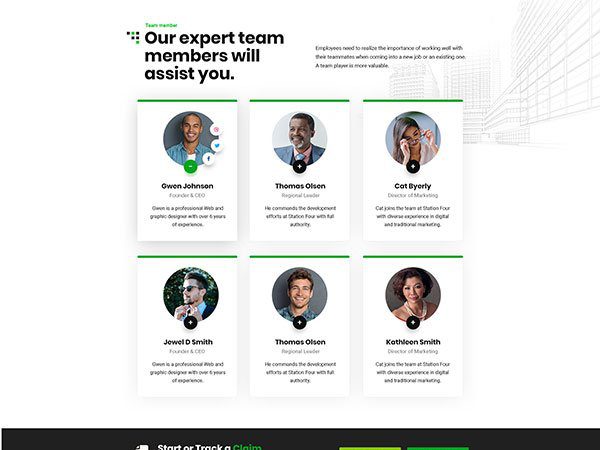 Team member
Our expert team
members will
assist you.
Employees need to realize the importance of working well with
their teammates when coming into a new job or an existing one.
A team player is more valuable.
Gwen Johnson
Founder & CEO
Gwen is a professional Web and
graphic designer with over 6 years
of experience.
Thomas Olsen
Regional Leader
He commands the development
efforts at Station Four with full
authority.
Cat Byerly
Director of Marketing
Cat joins the team at Station Four
with diverse experience in digital
and traditional marketing.
Jewel D Smith
Founder & CEO
Gwen is a professional Web and
graphic designer with over 6 years
of experience.
Thomas Olsen
Regional Leader
He commands the development
efforts at Station Four with full
authority.
Kathleen Smith
Director of Marketing
Cat joins the team at Station Four
with diverse experience in digital
and traditional marketing.
Start or Track a Claim